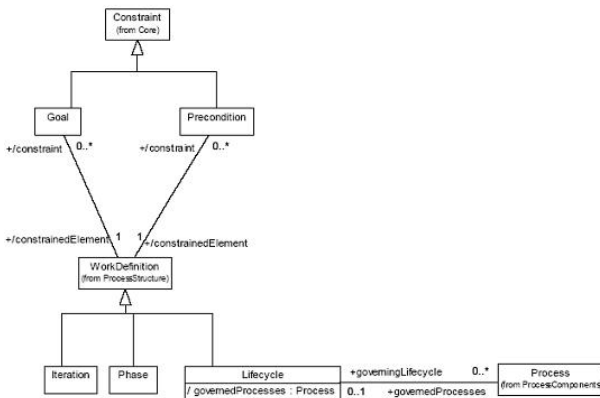 Constraint
(from Core)
Goal
Precondition
+/constraint 0..*
+/constraint 0..*
+/constrainedElement 1
1 +/constrainedElement
WorkDefinition
(from ProcessStructure)
Iteration
Phase
Lifecycle
/ governedProcesses : Process
+governingLifecycle 0..*
0..1 +governedProcesses
Process
(from ProcessComponents)